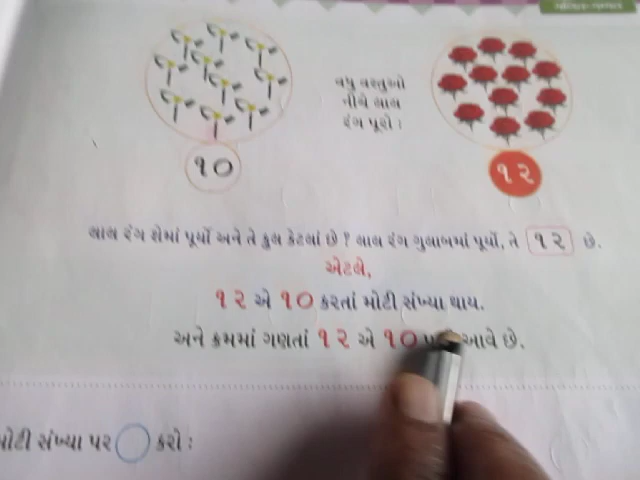 વધુ વસ્તુઓ
નીચે લાલ
રંગ પૂરો :
૧૦
૧૨
લાલ રંગ શેમાં પૂર્યો અને તે કુલ કેટલાં છે ? લાલ રંગ ગુલાબમાં પૂર્યો, તે ૧૨ છે.
એટલે,
૧૨ એ ૧૦ કરતાં મોટી સંખ્યા થાય.
અને ક્રમમાં ગણતાં ૧૨ એ ૧૦ આવે છે.
મોટી સંખ્યા પર કરો :